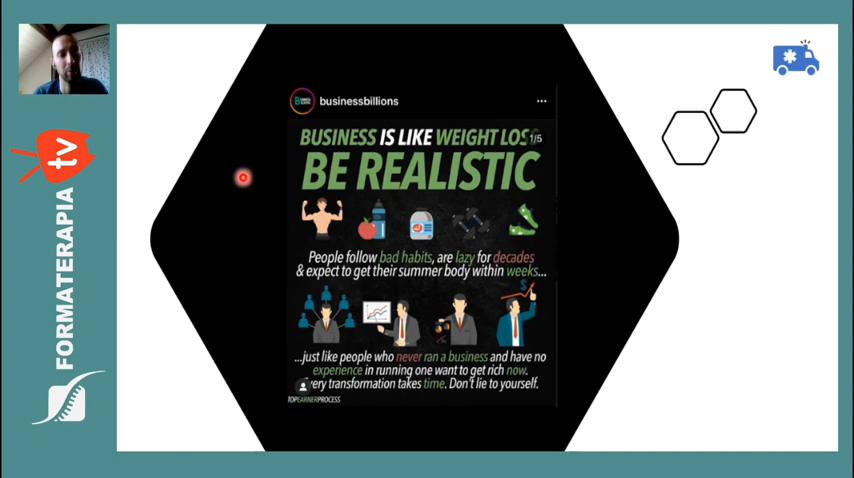 FORMATERAPIA tv
businessbillions
BUSINESS IS LIKE WEIGHT LOSS
1/5
BE REALISTIC
People follow bad habits, are lazy for decades
& expect to get their summer body within weeks...
$
...just like people who never ran a business and have no
experience in running one want to get rich now.
very transformation takes time. Don't lie to yourself.
TOPEARNERPROCESS